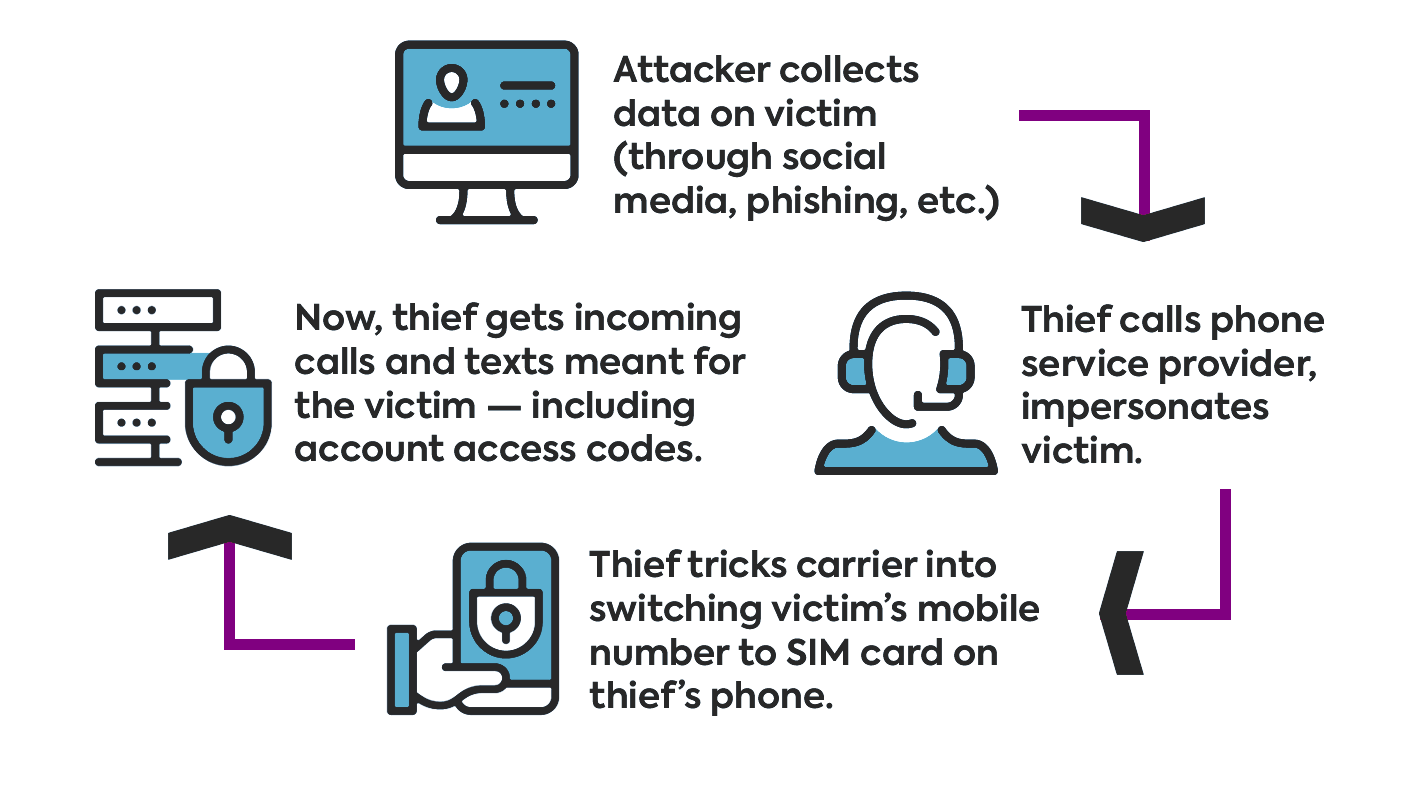 Attacker collects
data on victim
(through social
media, phishing, etc.)
Thief calls phone
service provider,
impersonates
victim.
Thief tricks carrier into
switching victim’s mobile
number to SIM card on
thief’s phone.
Now, thief gets incoming
calls and texts meant for
the victim — including
account access codes.